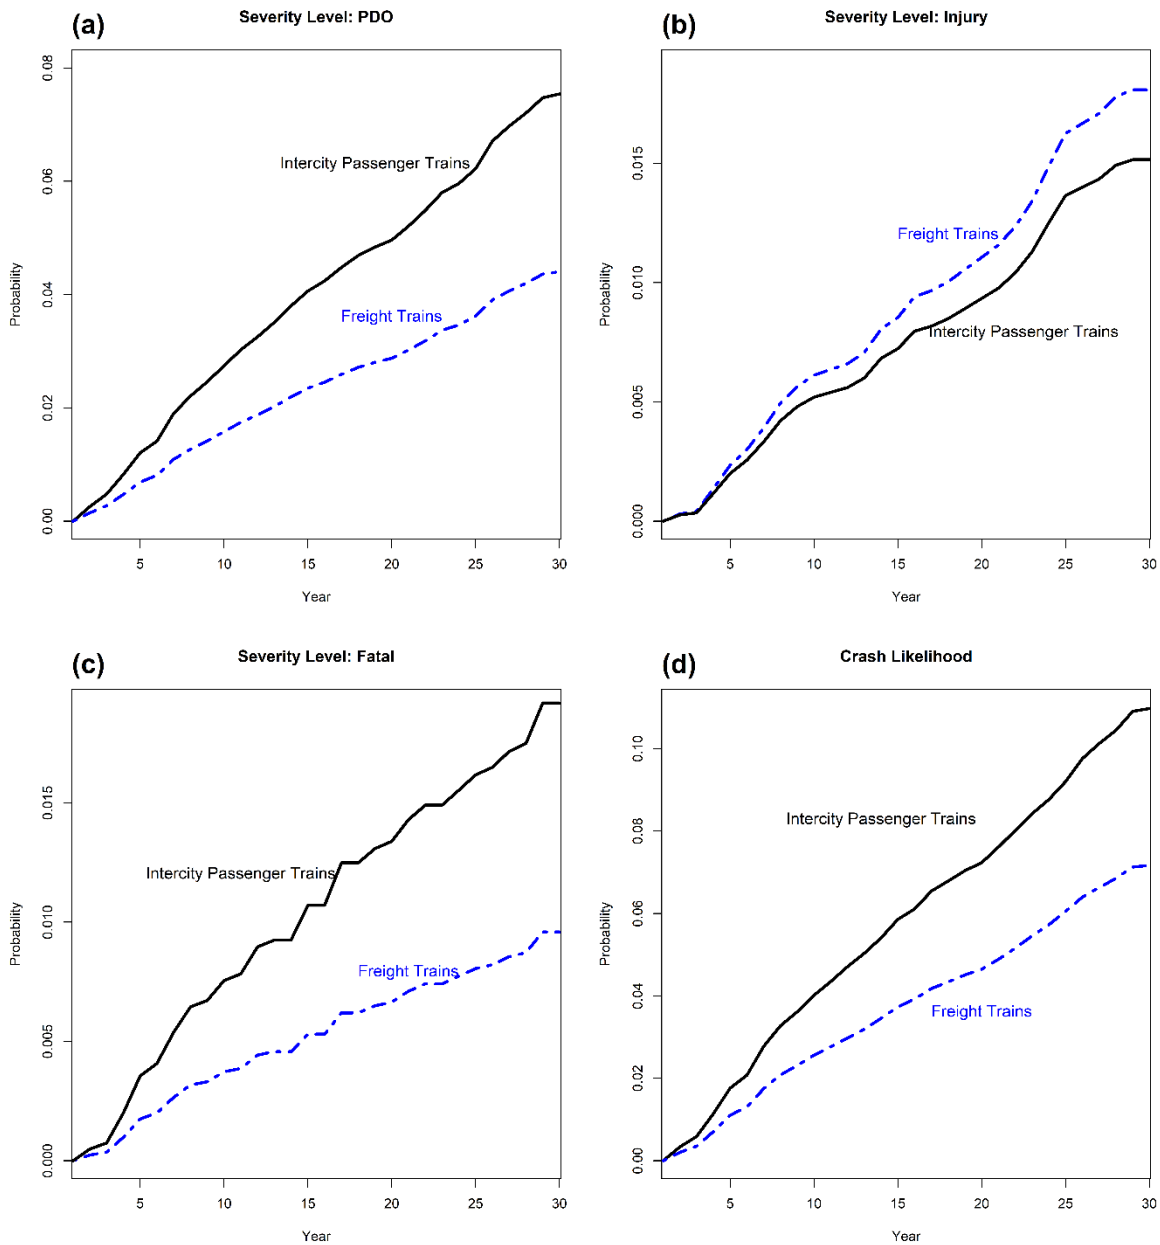 (a)
Severity Level: PDO
0.08
0.06
0.04
0.02
0.00
Probability
Intercity Passenger Trains
Freight Trains
5 10 15 20 25 30
Year
(b)
Severity Level: Injury
0.015
0.010
0.005
0.000
Probability
Freight Trains
Intercity Passenger Trains
5 10 15 20 25 30
Year
(c)
Severity Level: Fatal
0.015
0.010
0.005
0.000
Probability
Intercity Passenger Trains
Freight Trains
5 10 15 20 25 30
Year
(d)
Crash Likelihood
0.10
0.08
0.06
0.04
0.02
0.00
Probability
Intercity Passenger Trains
Freight Trains
5 10 15 20 25 30
Year